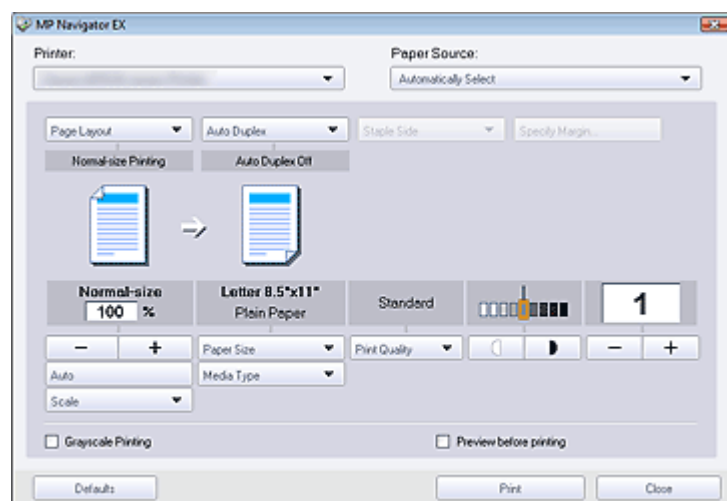 MP Navigator EX
Printer:
Paper Source:
Automatically Select
Page Layout
Auto Duplex
Staple Side
Specify Margin...
Normal-size Printing
Auto Duplex Off
Normal-size
100 %
Letter 8.5"x11"
Plain Paper
Standard
1
− +
Paper Size
Print Quality
− +
Auto
Media Type
Scale
Grayscale Printing
Preview before printing
Defaults
Print
Close